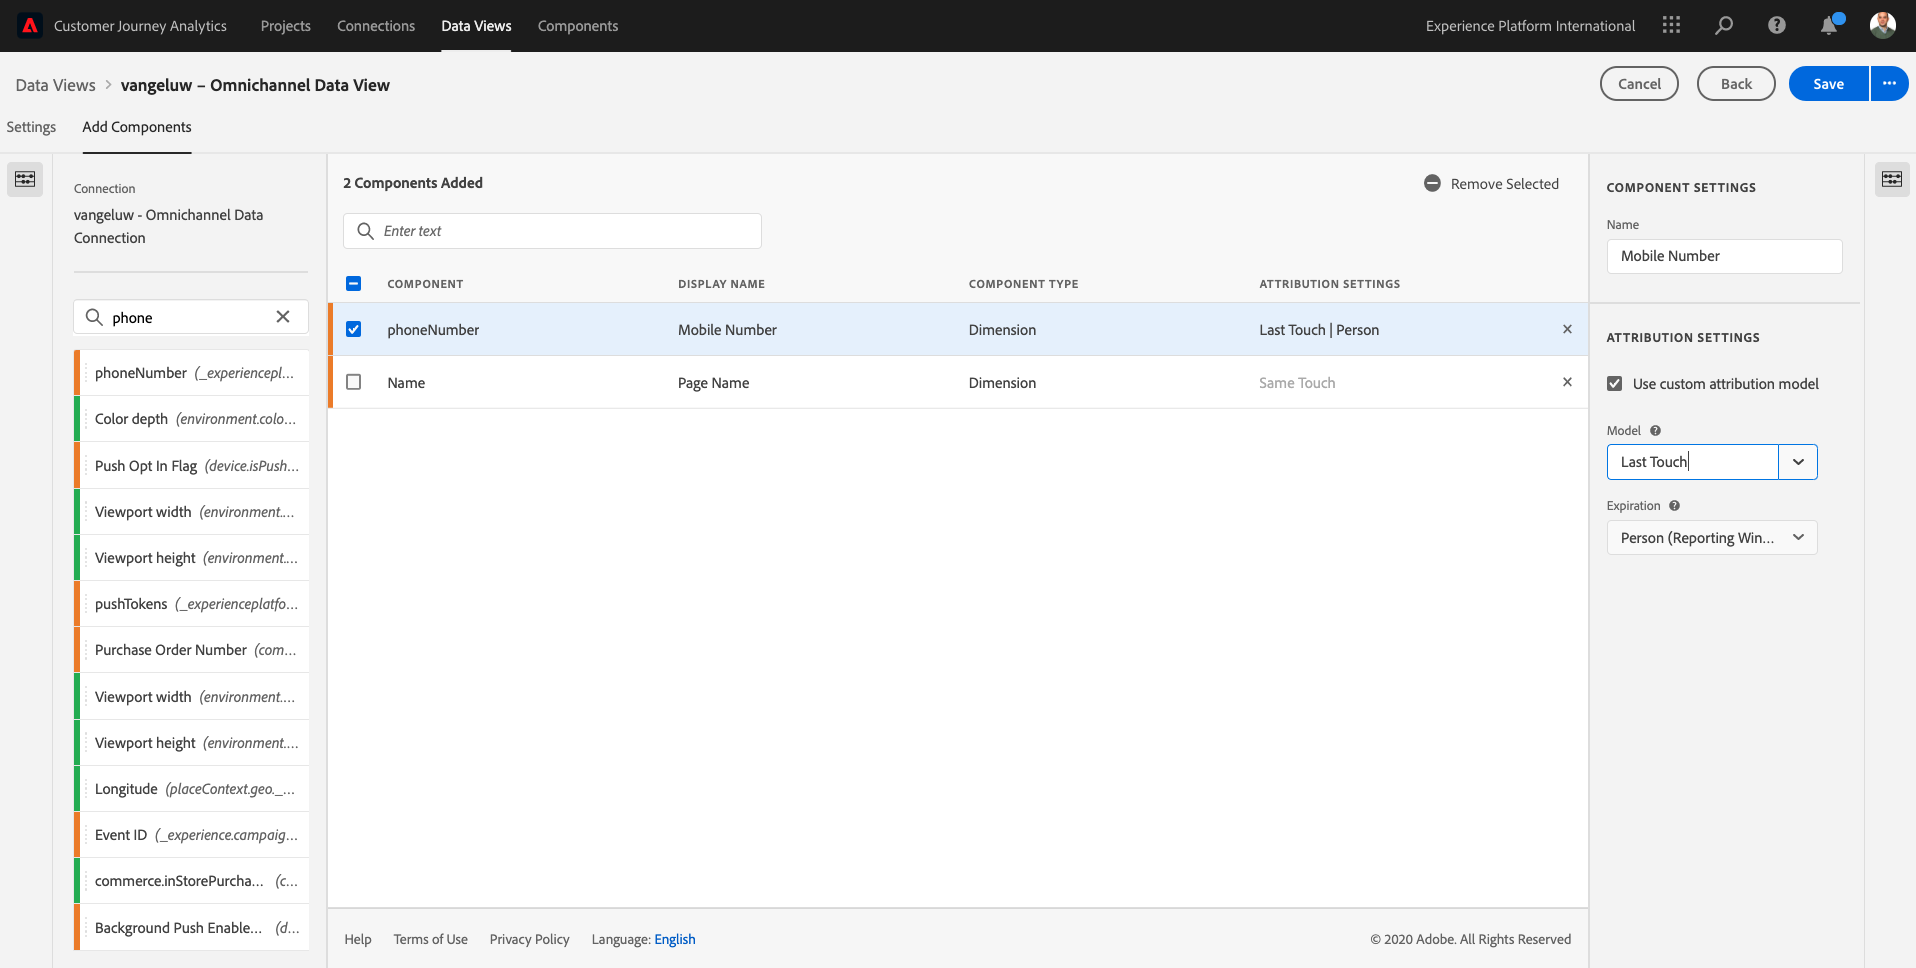 Customer Journey Analytics Projects Connections Data Views Components Experience Platform International
Data Views > vangeluw – Omnichannel Data View Cancel Back Save ...
Settings Add Components
Connection
vangeluw - Omnichannel Data
Connection
phone
phoneNumber (_experiencepl...
Color depth (environment.colo...
Push Opt In Flag (device.isPush...
Viewport width (environment....
Viewport height (environment....
pushTokens (_experienceplatfo...
Purchase Order Number (com...
Viewport width (environment....
Viewport height (environment....
Longitude (placeContext.geo._...
Event ID (_experience.campaig...
commerce.inStorePurcha... (c...
Background Push Enable... (d...
2 Components Added Remove Selected
Enter text
COMPONENT DISPLAY NAME COMPONENT TYPE ATTRIBUTION SETTINGS
phoneNumber Mobile Number Dimension Last Touch | Person
Name Page Name Dimension Same Touch
Help Terms of Use Privacy Policy Language: English © 2020 Adobe. All Rights Reserved
COMPONENT SETTINGS
Name
Mobile Number
ATTRIBUTION SETTINGS
Use custom attribution model
Model
Last Touch
Expiration
Person (Reporting Win...